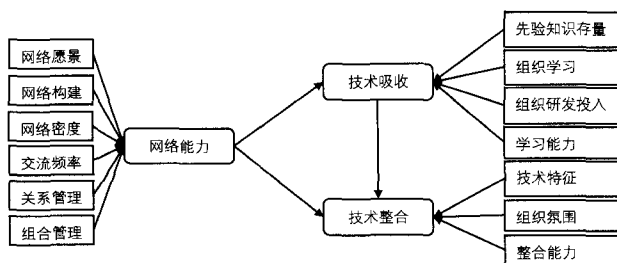 网络愿景
网络构建
网络密度
交流频率
关系管理
组合管理
网络能力
技术吸收
技术整合
先验知识存量
组织学习
组织研发投入
学习能力
技术特征
组织氛围
整合能力